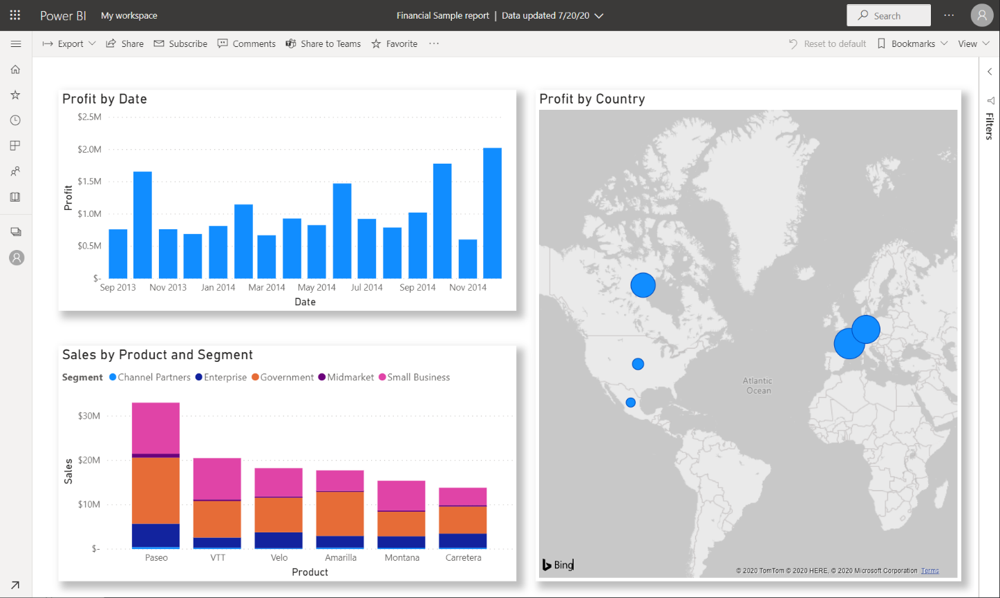 Power BI My workspace Financial Sample report | Data updated 7/20/20 Search
Export Share Subscribe Comments Share to Teams Favorite Reset to default Bookmarks View
Filters
Profit by Date
Profit
$2.5M
$2.0M
$1.5M
$1.0M
$0.5M
$-
Sep 2013 Nov 2013 Jan 2014 Mar 2014 May 2014 Jul 2014 Sep 2014 Nov 2014
Date
Sales by Product and Segment
Segment Channel Partners Enterprise Government Midmarket Small Business
Sales
$30M
$20M
$10M
$-
Paseo VTT Velo Amarilla Montana Carretera
Product
Profit by Country
Atlantic
Ocean
Bing
© 2020 TomTom © 2020 HERE, © 2020 Microsoft Corporation Terms